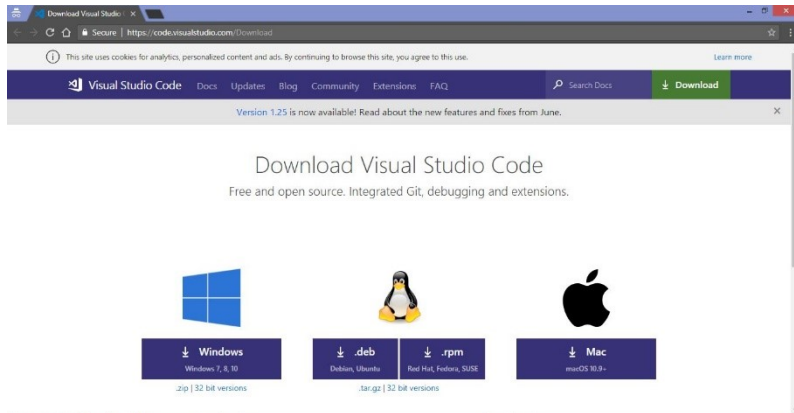 Download Visual Studio C
Secure | https://code.visualstudio.com/Download
This site uses cookies for analytics, personalized content and ads. By continuing to browse this site, you agree to this use.
Learn more
Visual Studio Code Docs Updates Blog Community Extensions FAQ Search Docs Download
Version 1.25 is now available! Read about the new features and fixes from June.
Download Visual Studio Code
Free and open source. Integrated Git, debugging and extensions.
Windows
Windows 7, 8, 10
.zip | 32 bit versions
.deb
Debian, Ubuntu
.rpm
Red Hat, Fedora, SUSE
.tar.gz | 32 bit versions
Mac
macOS 10.9+